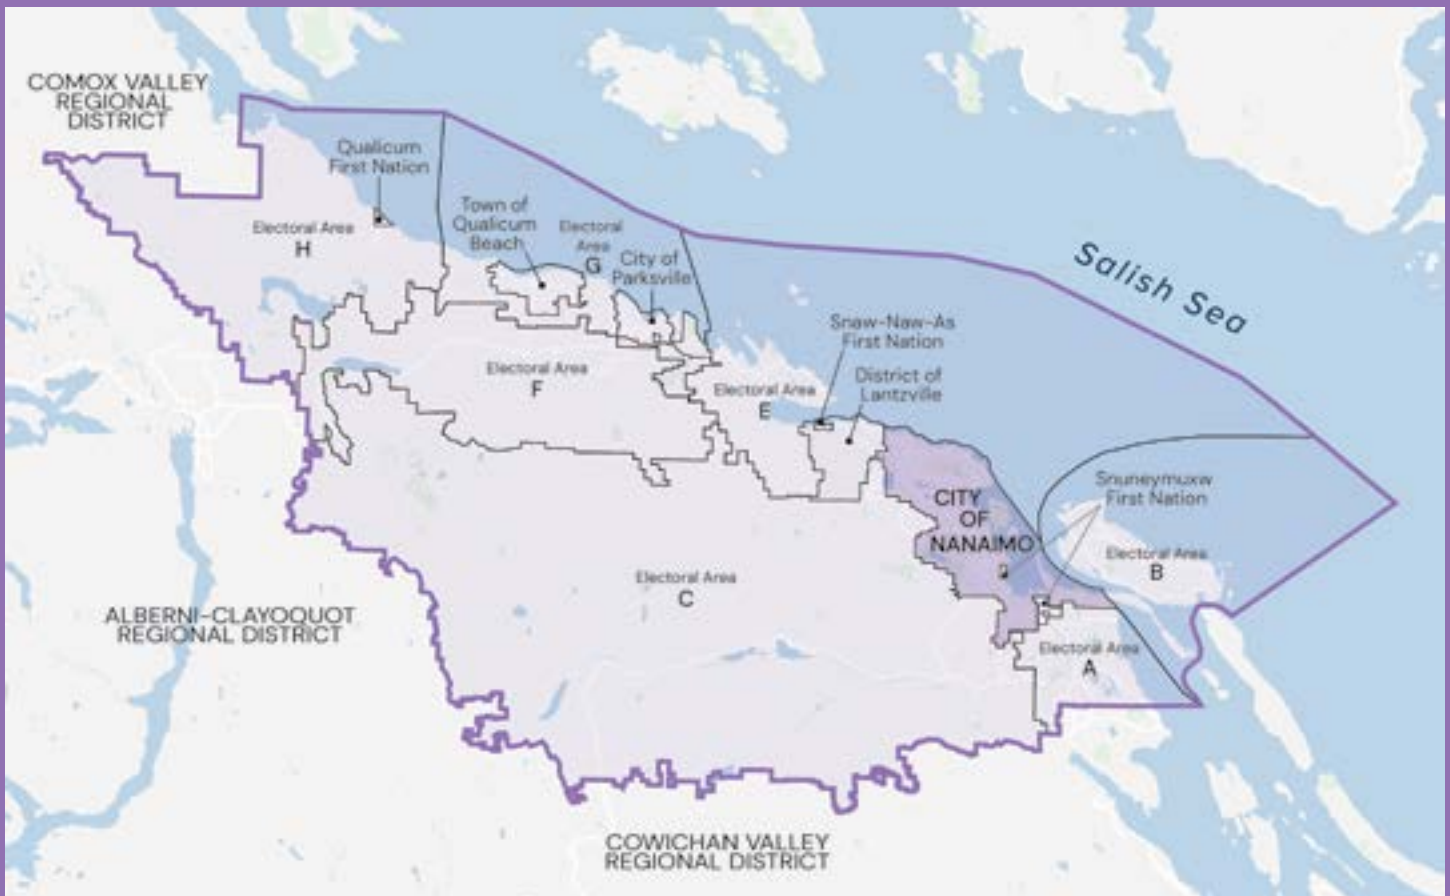 COMOX VALLEY
REGIONAL
DISTRICT
Qualicum
First Nation
Electoral Area
H
Town of
Qualicum
Beach
Electoral
Area
G
City of
Parksville
Salish Sea
Snaw-Naw-As
First Nation
District of
Lantzville
Electoral Area
F
Electoral Area
E
Snuneymuxw
First Nation
CITY
OF
NANAIMO
Electoral Area
B
Electoral Area
C
ALBERNI-CLAYOQUOT
REGIONAL DISTRICT
Electoral Area
A
COWICHAN VALLEY
REGIONAL DISTRICT